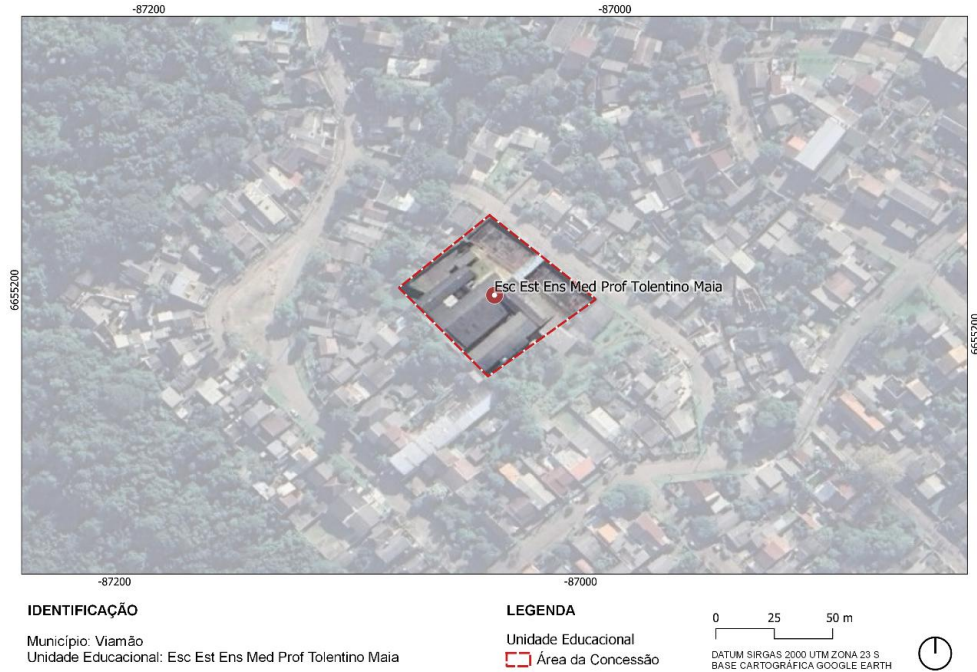 -87200
-87000
6655200
6655200
Esc Est Ens Med Prof Tolentino Maia
-87200
-87000
IDENTIFICAÇÃO
Município: Viamão
Unidade Educacional: Esc Est Ens Med Prof Tolentino Maia
LEGENDA
Unidade Educacional
Área da Concessão
0 25 50 m
DATUM SIRGAS 2000 UTM ZONA 23 S
BASE CARTOGRÁFICA GOOGLE EARTH